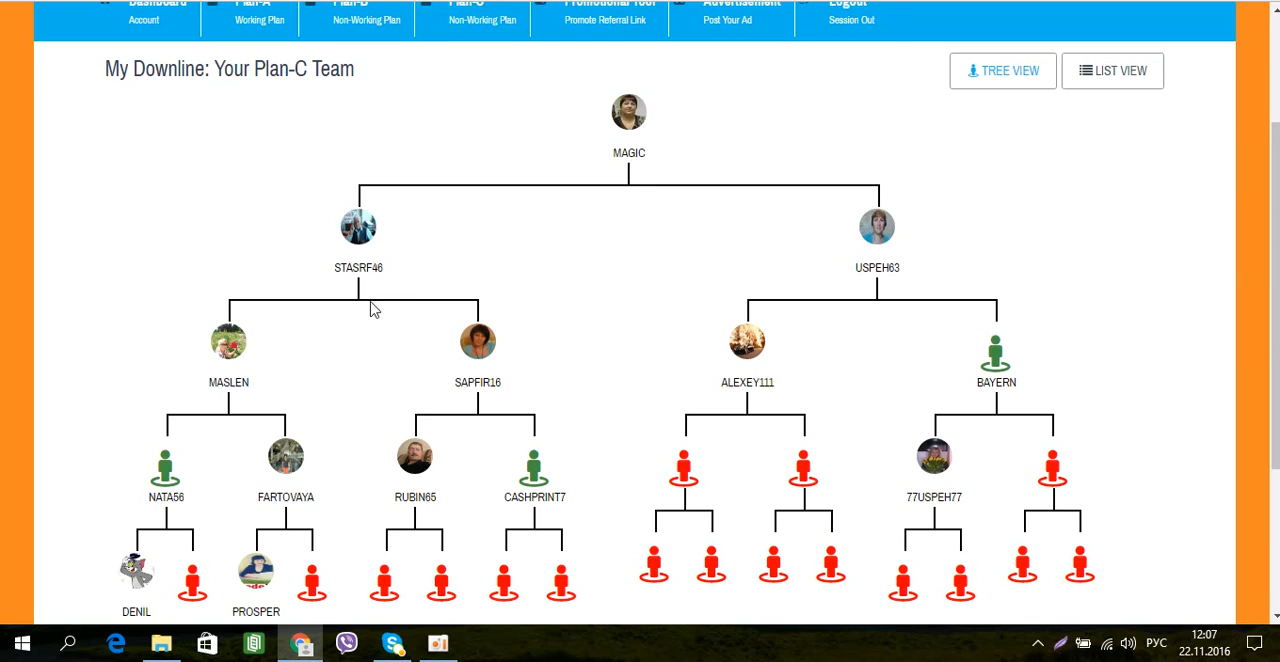 Dashboard Plan-A Plan-B Plan-C Promotional Tool Advertisement Logout
Account Working Plan Non-Working Plan Non-Working Plan Promote Referral Link Post Your Ad Session Out
My Downline: Your Plan-C Team
TREE VIEW LIST VIEW
MAGIC
STASRF46 USPEH63
MASLEN SAPFIR16 ALEXEY111 BAYERN
NATA56 FARTOVAYA RUBIN65 CASHPRINT7 77USPEH77
DENIL PROSPER
РУС 12:07
22.11.2016